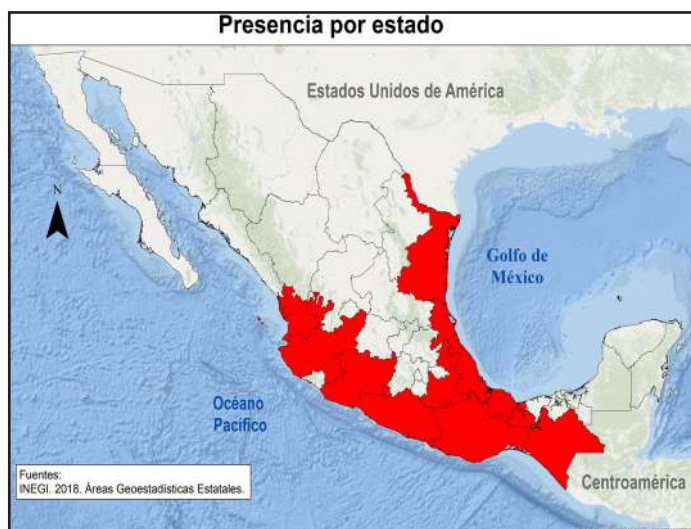 Presencia por estado
Estados Unidos de América
N
Golfo de
México
Océano
Pacífico
Fuentes:
INEGI. 2018. Áreas Geoestadísticas Estatales.
Centroamérica